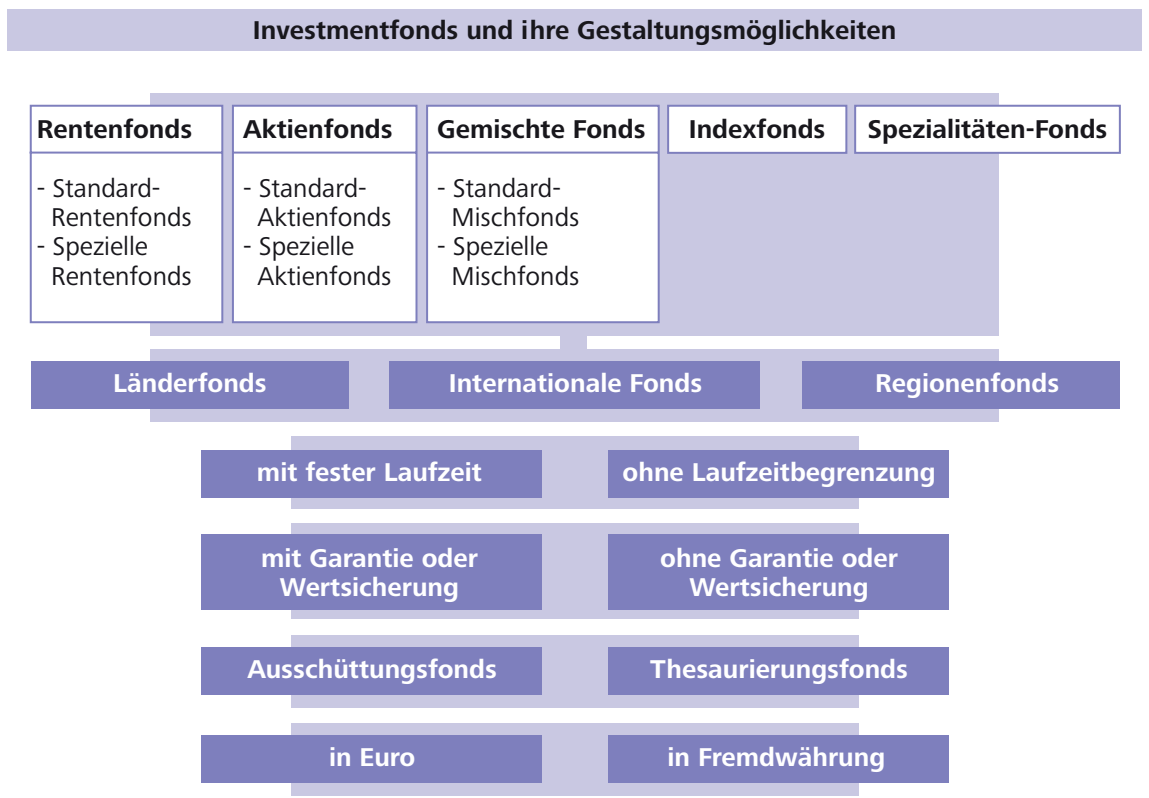 Investmentfonds und ihre Gestaltungsmöglichkeiten
Rentenfonds
- Standard-
Rentenfonds
- Spezielle
Rentenfonds
Aktienfonds
- Standard-
Aktienfonds
- Spezielle
Aktienfonds
Gemischte Fonds
- Standard-
Mischfonds
- Spezielle
Mischfonds
Indexfonds
Spezialitäten-Fonds
Länderfonds
Internationale Fonds
Regionenfonds
mit fester Laufzeit
ohne Laufzeitbegrenzung
mit Garantie oder
Wertsicherung
ohne Garantie oder
Wertsicherung
Ausschüttungsfonds
Thesaurierungsfonds
in Euro
in Fremdwährung